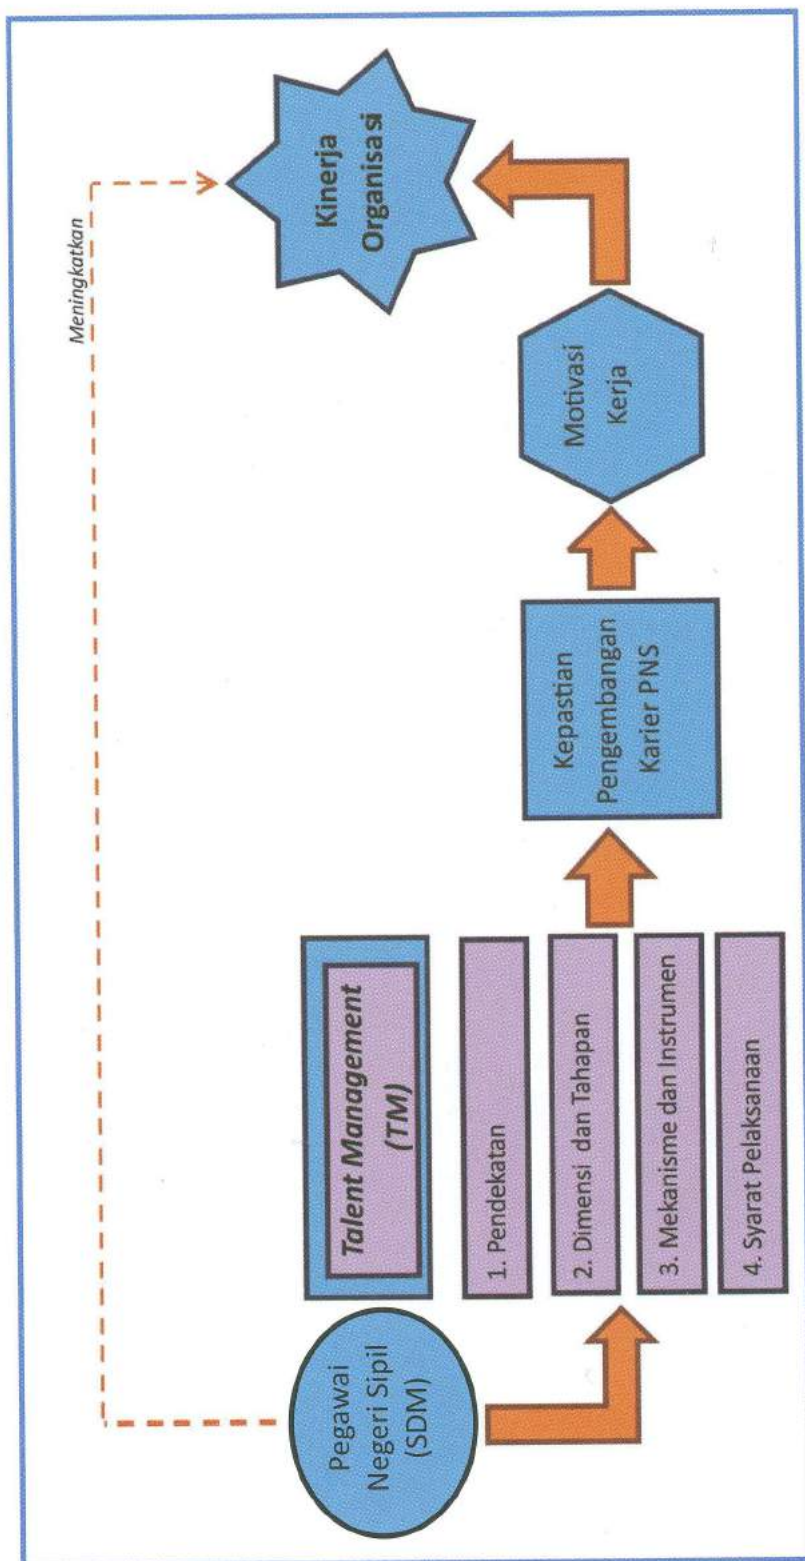 Meningkatkan
Pegawai
Negeri Sipil
(SDM)
Talent Management
(TM)
1. Pendekatan
2. Dimensi dan Tahapan
3. Mekanisme dan Instrumen
4. Syarat Pelaksanaan
Kepastian
Pengembangan
Karier PNS
Motivasi
Kerja
Kinerja
Organisasi